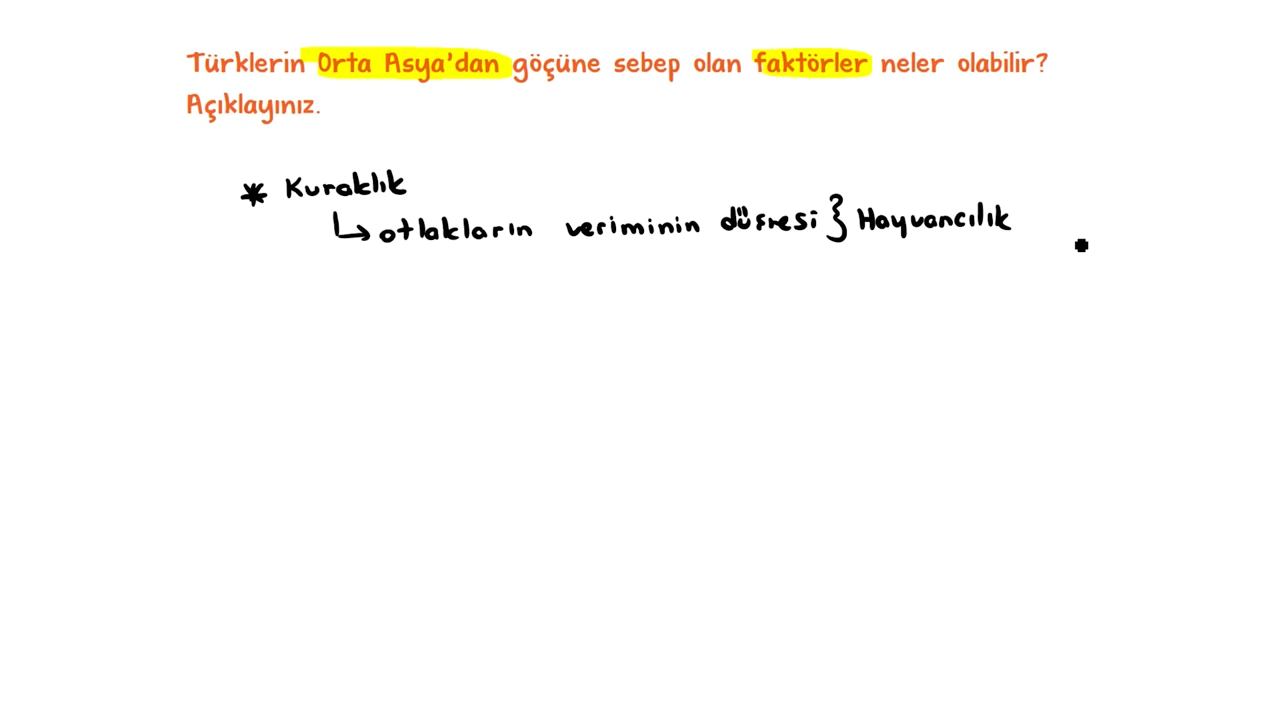 Türklerin Orta Asya'dan göçüne sebep olan faktörler neler olabilir?
Açıklayınız.
* Kuraklık
↳ otlakların veriminin düşmesi } Hayvancılık